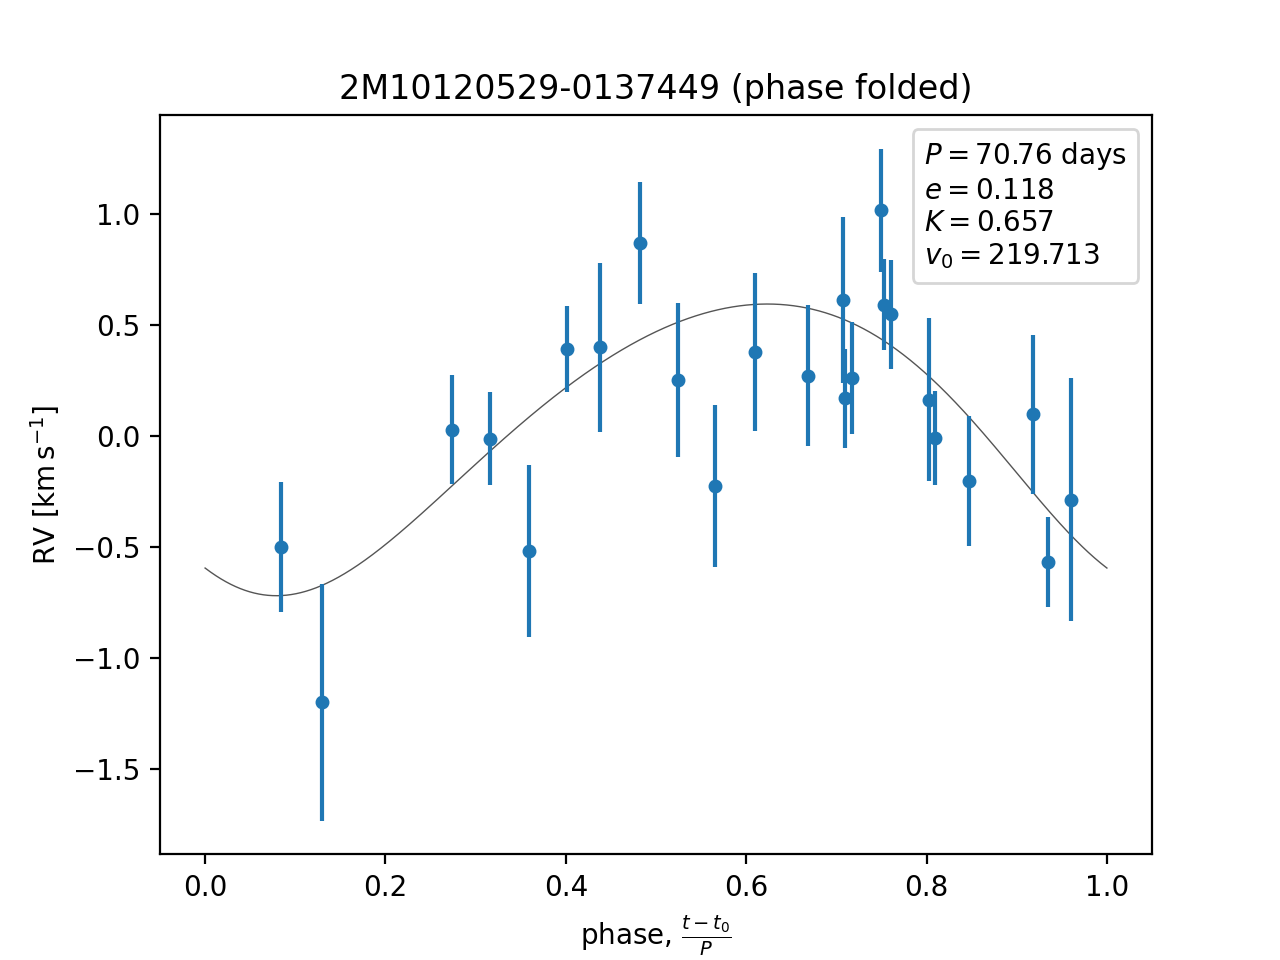 2M10120529-0137449 (phase folded)
P = 70.76 days
e = 0.118
K = 0.657
v₀ = 219.713
RV [km s⁻¹]
1.0
0.5
0.0
−0.5
−1.0
−1.5
0.0 0.2 0.4 0.6 0.8 1.0
phase, (t − t₀)/P